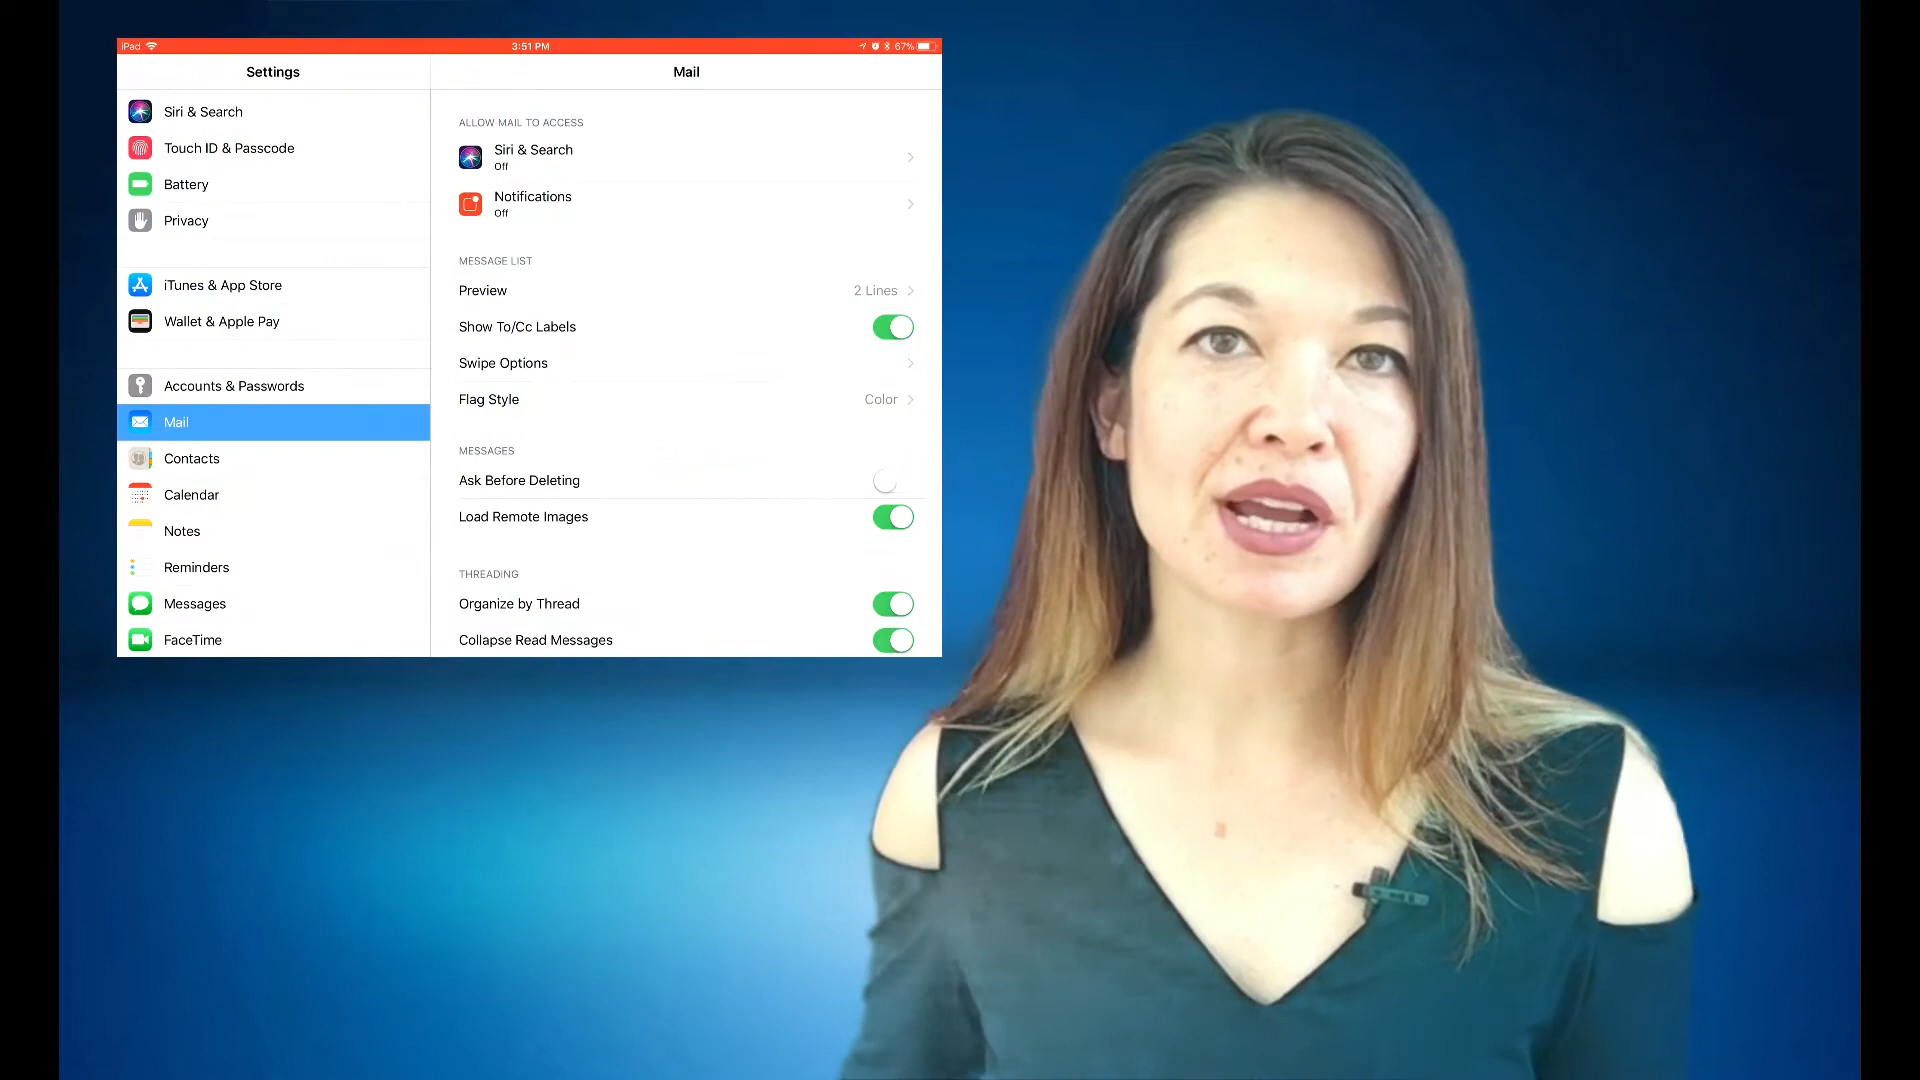 iPad
3:51 PM
67%
Settings
Mail
Siri & Search
Touch ID & Passcode
Battery
Privacy
iTunes & App Store
Wallet & Apple Pay
Accounts & Passwords
Mail
Contacts
Calendar
Notes
Reminders
Messages
FaceTime
ALLOW MAIL TO ACCESS
Siri & Search
Off
Notifications
Off
MESSAGE LIST
Preview 2 Lines
Show To/Cc Labels
Swipe Options
Flag Style Color
MESSAGES
Ask Before Deleting
Load Remote Images
THREADING
Organize by Thread
Collapse Read Messages